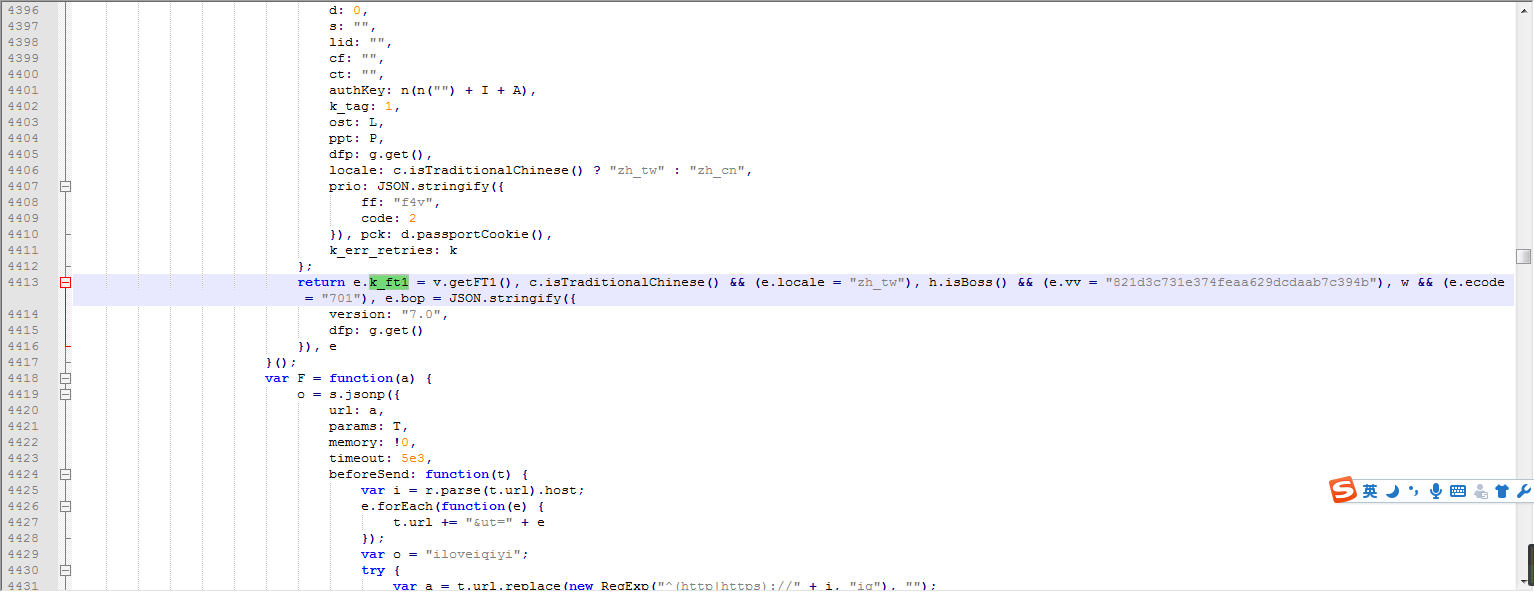 4396 d: 0,
4397 s: "",
4398 lid: "",
4399 cf: "",
4400 ct: "",
4401 authKey: n(n("") + I + A),
4402 k_tag: 1,
4403 ost: L,
4404 ppt: P,
4405 dfp: g.get(),
4406 locale: c.isTraditionalChinese() ? "zh_tw" : "zh_cn",
4407 prio: JSON.stringify({
4408 ff: "f4v",
4409 code: 2
4410 }), pck: d.passportCookie(),
4411 k_err_retries: k
4412 };
4413 return e.k_ft1 = v.getFT1(), c.isTraditionalChinese() && (e.locale = "zh_tw"), h.isBoss() && (e.vv = "821d3c731e374feaa629dcdaab7c394b"), w && (e.ecode
= "701"), e.bop = JSON.stringify({
4414 version: "7.0",
4415 dfp: g.get()
4416 }), e
4417 }();
4418 var F = function(a) {
4419 o = s.jsonp({
4420 url: a,
4421 params: T,
4422 memory: !0,
4423 timeout: 5e3,
4424 beforeSend: function(t) {
4425 var i = r.parse(t.url).host;
4426 e.forEach(function(e) {
4427 t.url += "&ut=" + e
4428 });
4429 var o = "iloveiqiyi";
4430 try {
4431 var a = t.url.replace(new RegExp("^(http|https)://" + i, "ig"), "");
S 英